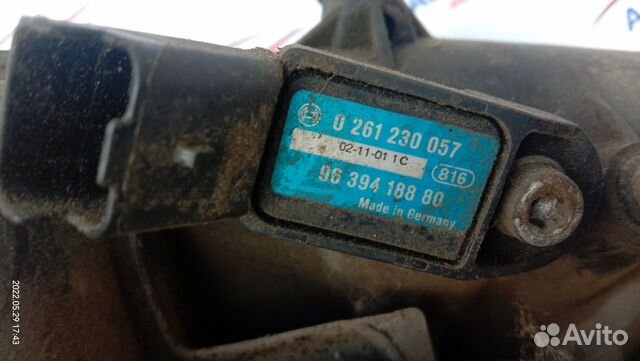 0 261 230 057
02-11-01 1 C
816
96 394 188 80
Made in Germany
2022.05.29 17:43
Avito